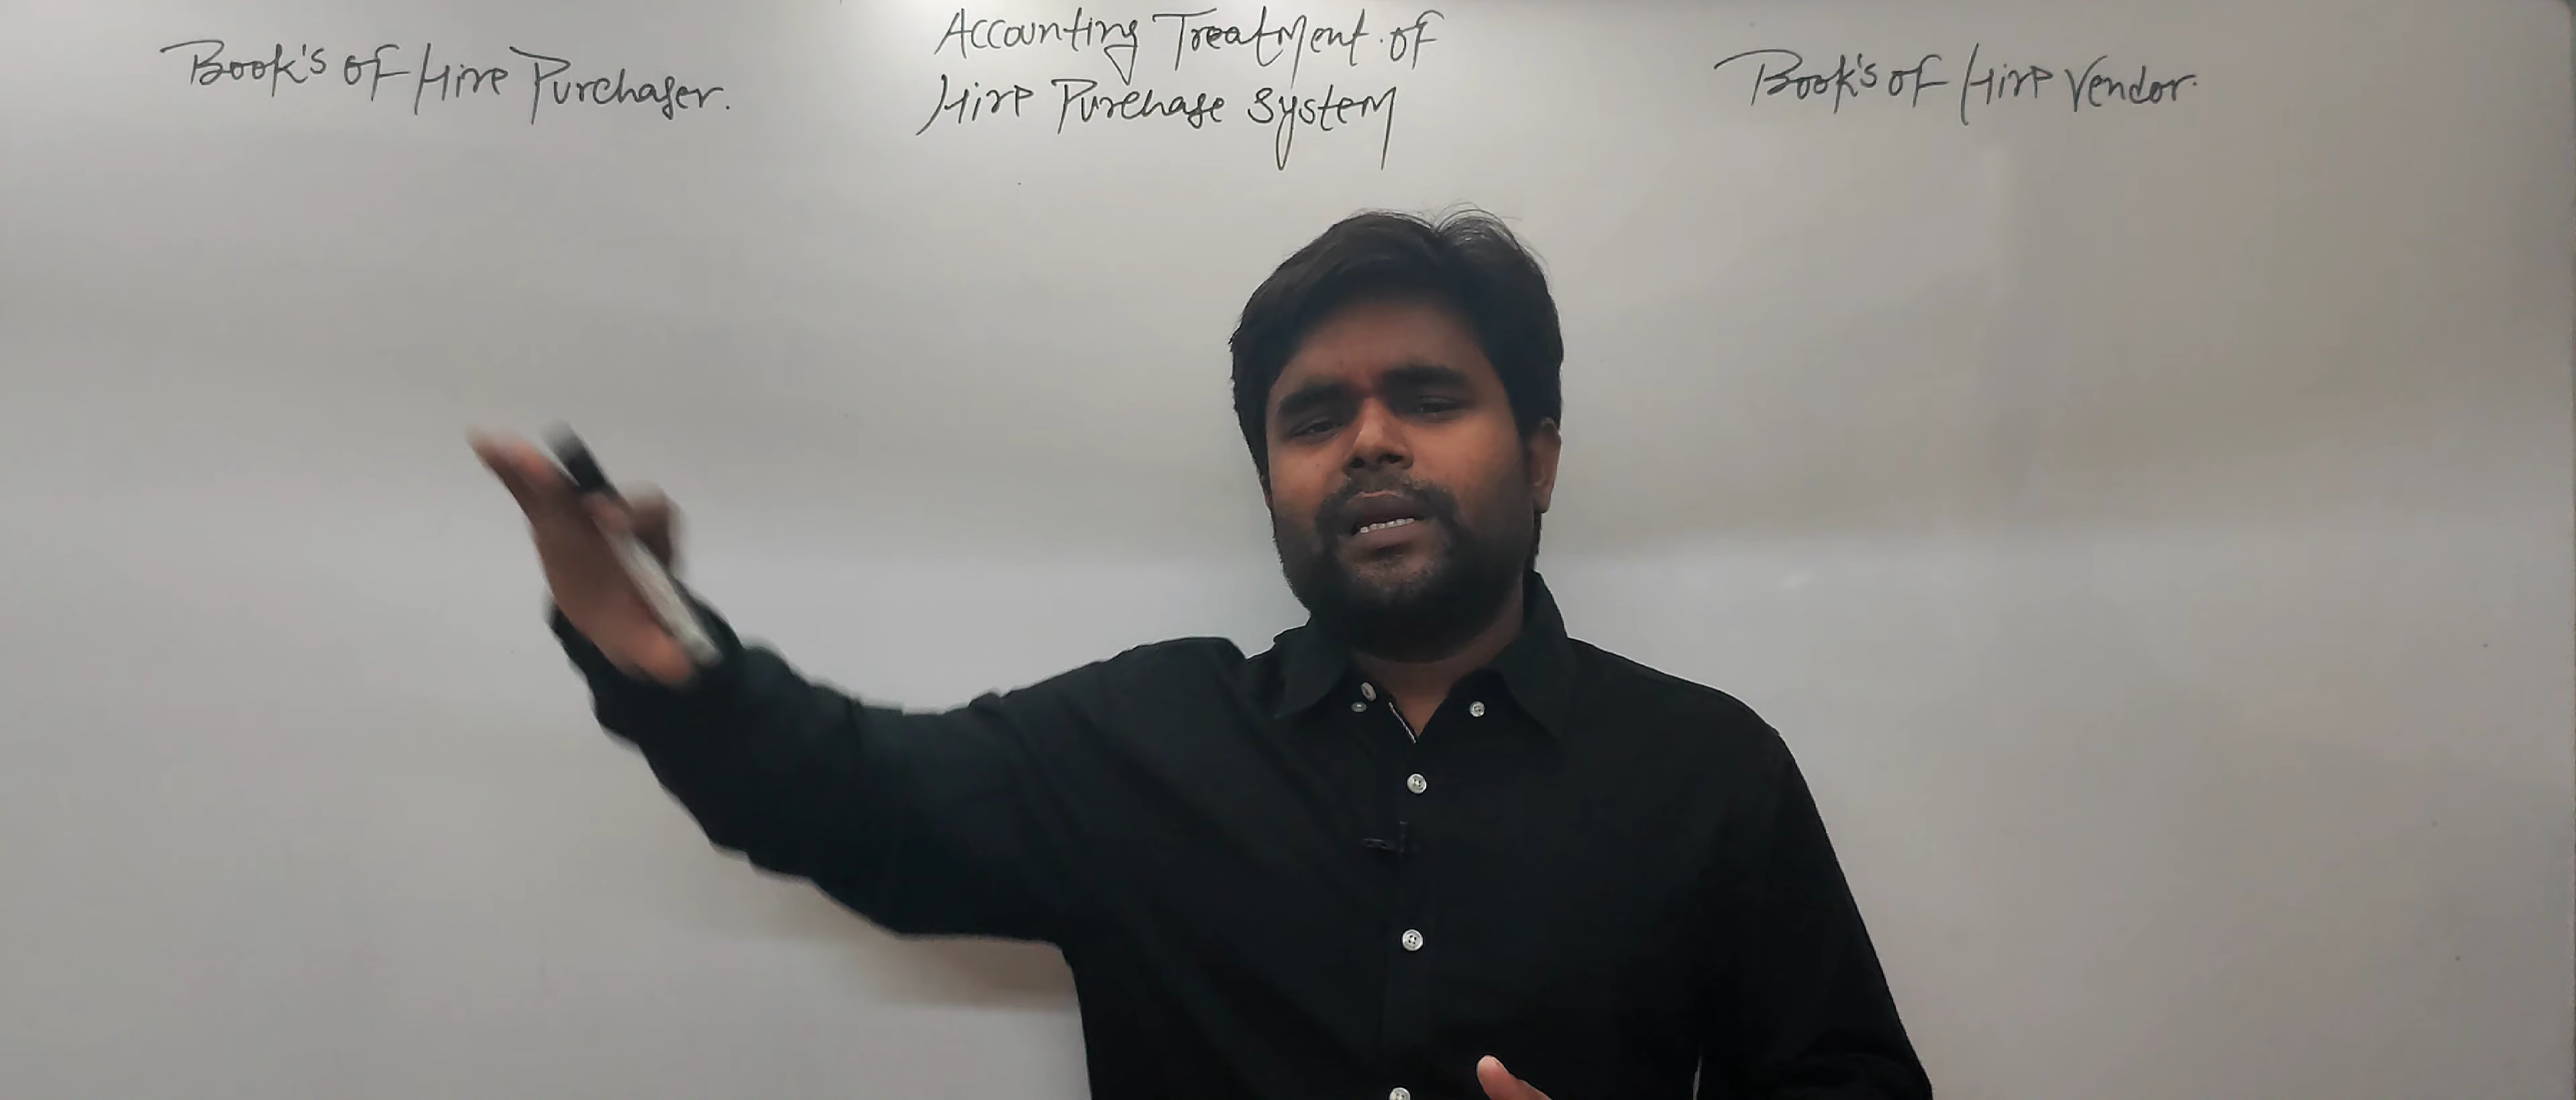 Book's of Hire Purchaser.
Accounting Treatment of
Hire Purchase System
Book's of Hire Vendor.